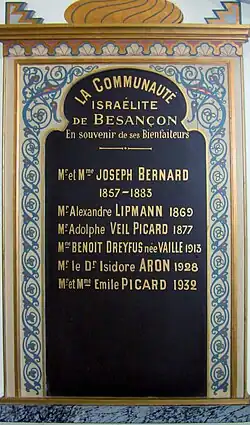 LA COMMUNAUTÉ
ISRAÉLITE
DE BESANÇON
En souvenir de ses Bienfaiteurs
Mr et Mme JOSEPH BERNARD
1857-1883
Mr Alexandre LIPMANN 1869
Mr Adolphe VEIL PICARD 1877
Mme BENOIT DREYFUS née VAILLE 1913
Mr le Dr Isidore ARON 1928
Mr et Mme Emile PICARD 1932